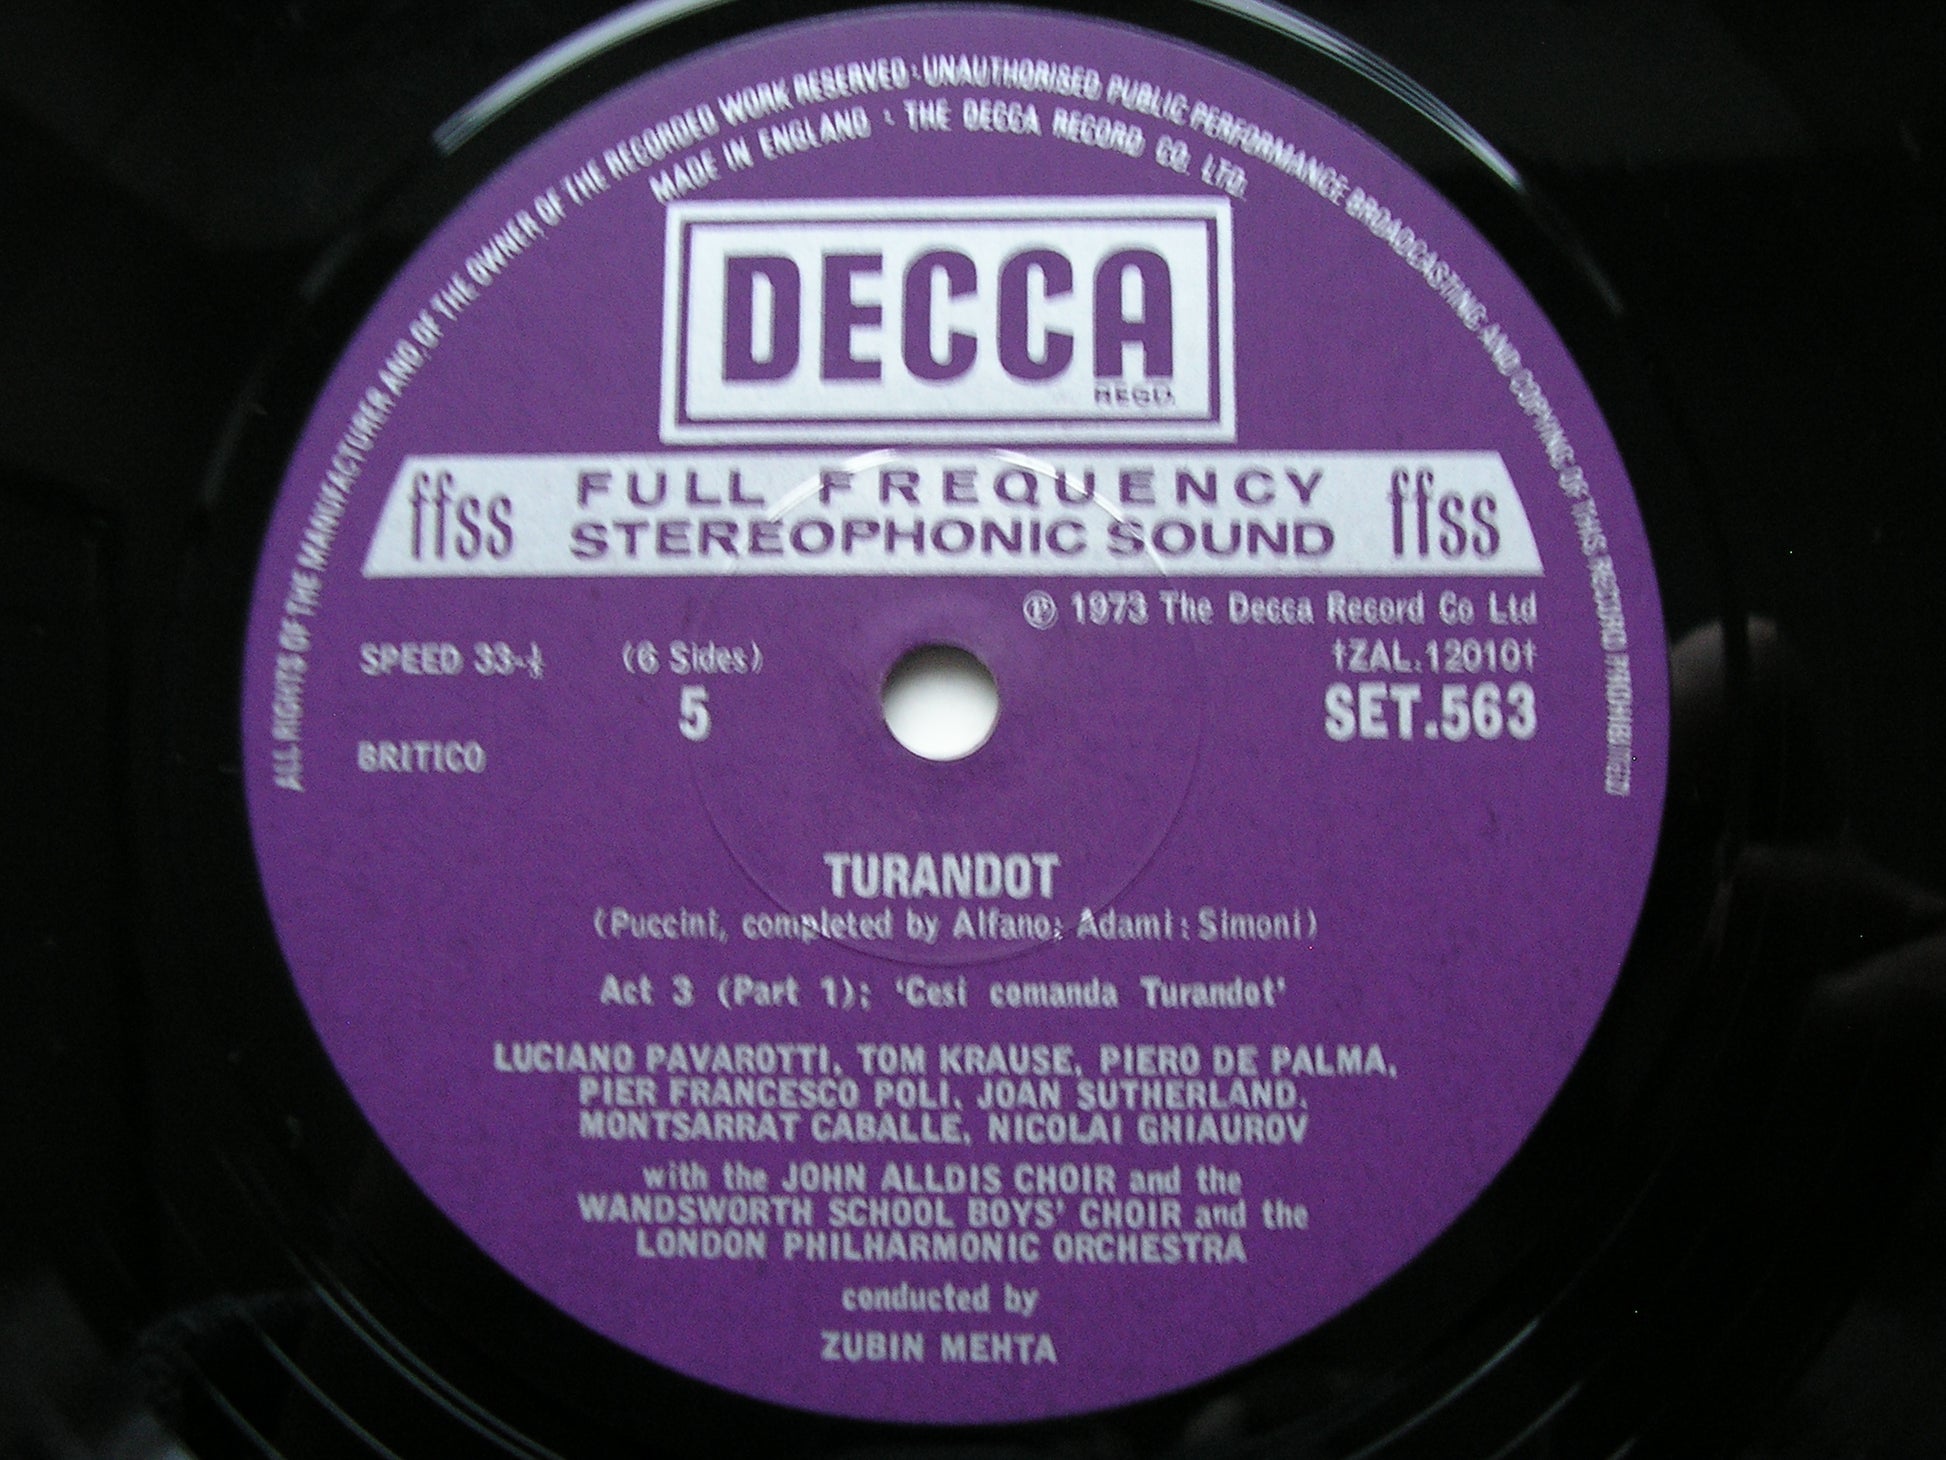 ALL RIGHTS OF THE MANUFACTURER AND OF THE OWNER OF THE RECORDED WORK RESERVED · UNAUTHORISED PUBLIC PERFORMANCE BROADCASTING AND COPYING OF THIS RECORD PROHIBITED
MADE IN ENGLAND : THE DECCA RECORD CO. LTD.
DECCA
REGD.
ffss FULL FREQUENCY ffss
STEREOPHONIC SOUND
℗ 1973 The Decca Record Co Ltd
SPEED 33-⅓ (6 Sides) †ZAL.12010†
5 SET.563
BRITICO
TURANDOT
(Puccini, completed by Alfano; Adami: Simoni)
Act 3 (Part 1); 'Cosi comanda Turandot'
LUCIANO PAVAROTTI, TOM KRAUSE, PIERO DE PALMA,
PIER FRANCESCO POLI, JOAN SUTHERLAND,
MONTSARRAT CABALLE, NICOLAI GHIAUROV
with the JOHN ALLDIS CHOIR and the
WANDSWORTH SCHOOL BOYS' CHOIR and the
LONDON PHILHARMONIC ORCHESTRA
conducted by
ZUBIN MEHTA